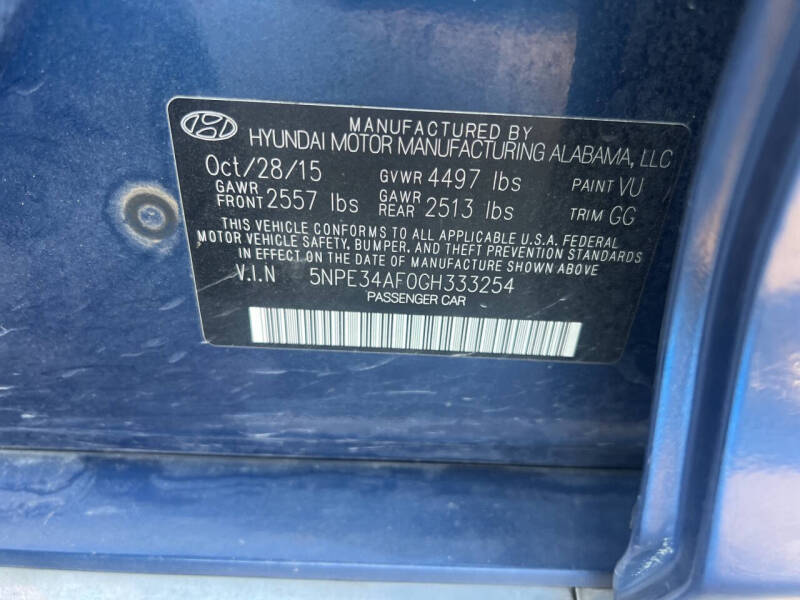 MANUFACTURED BY
HYUNDAI MOTOR MANUFACTURING ALABAMA, LLC
Oct/28/15 GVWR 4497 lbs PAINT VU
GAWR FRONT 2557 lbs GAWR REAR 2513 lbs TRIM GG
THIS VEHICLE CONFORMS TO ALL APPLICABLE U.S.A. FEDERAL
MOTOR VEHICLE SAFETY, BUMPER, AND THEFT PREVENTION STANDARDS
IN EFFECT ON THE DATE OF MANUFACTURE SHOWN ABOVE
V.I.N 5NPE34AF0GH333254
PASSENGER CAR